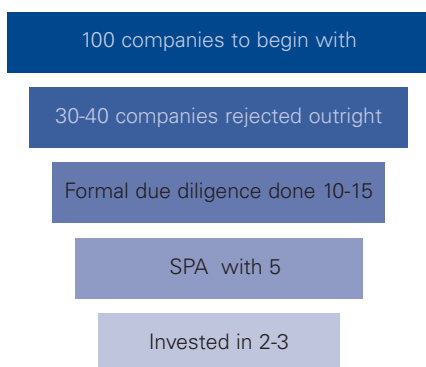 100 companies to begin with
30-40 companies rejected outright
Formal due diligence done 10-15
SPA with 5
Invested in 2-3